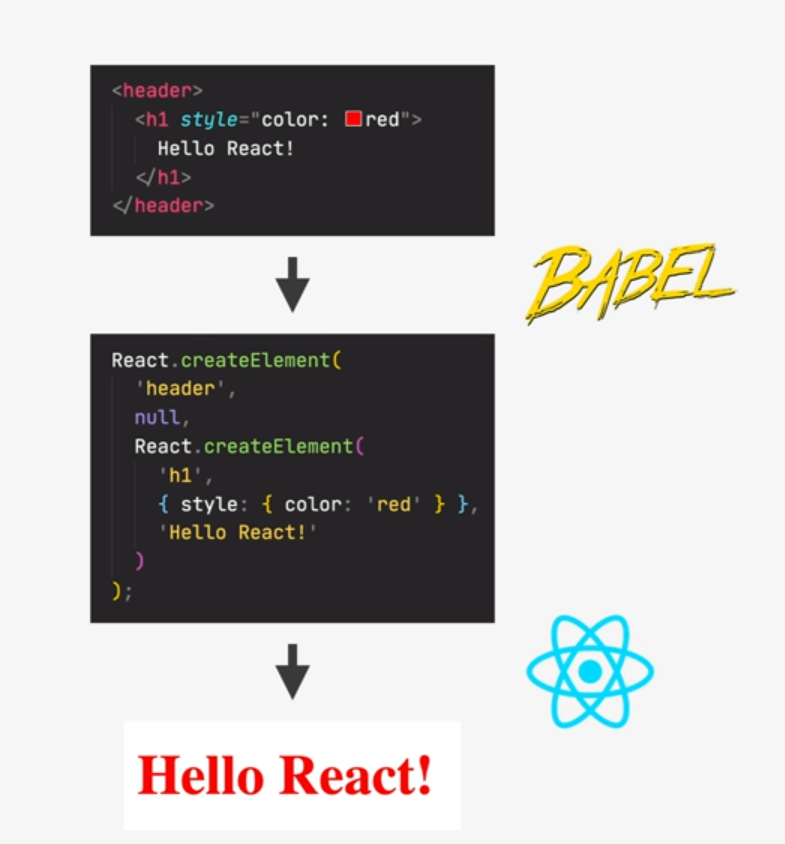 <header>
<h1 style="color: red">
Hello React!
</h1>
</header>
BABEL
React.createElement(
'header',
null,
React.createElement(
'h1',
{ style: { color: 'red' } },
'Hello React!'
)
);
Hello React!